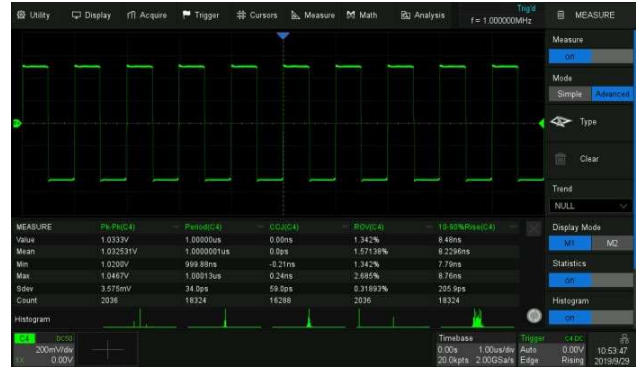 Utility Display Acquire Trigger Cursors Measure Math Analysis Trig'd f = 1.000000MHz MEASURE
Measure
on
Mode
Simple Advanced
Type
Clear
Trend
NULL
MEASURE Pk-Pk(C4) Period(C4) CCJ(C4) ROV(C4) 10-90%Rise(C4)
Value 1.0333V 1.00000us 0.00ns 1.342% 8.48ns
Mean 1.032531V 1.0000001us 0.0ps 1.57138% 8.2296ns
Min 1.0200V 999.88ns -0.21ns 1.342% 7.79ns
Max 1.0467V 1.00013us 0.24ns 2.685% 8.76ns
Sdev 3.575mV 34.0ps 59.0ps 0.31893% 205.9ps
Count 2036 18324 16288 2036 18324
Histogram
Display Mode
M1 M2
Statistics
on
Histogram
on
C4 DC50
200mV/div
1X 0.00V
Timebase
0.00s 1.00us/div
20.0kpts 2.00GSa/s
Trigger C4 DC
Auto 0.00V
Edge Rising
10:53:47
2019/9/29